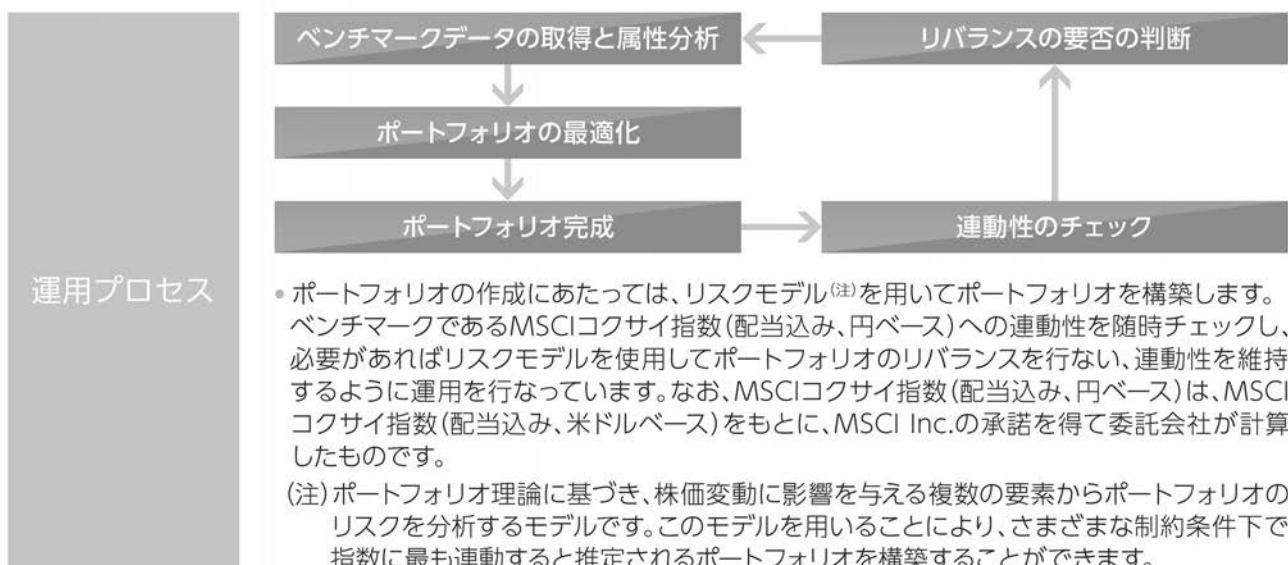 運用プロセス
ベンチマークデータの取得と属性分析
リバランスの要否の判断
ポートフォリオの最適化
ポートフォリオ完成
連動性のチェック
•ポートフォリオの作成にあたっては、リスクモデル(注)を用いてポートフォリオを構築します。
ベンチマークであるMSCIコクサイ指数(配当込み、円ベース)への連動性を随時チェックし、
必要があればリスクモデルを使用してポートフォリオのリバランスを行ない、連動性を維持
するように運用を行なっています。なお、MSCIコクサイ指数(配当込み、円ベース)は、MSCI
コクサイ指数(配当込み、米ドルベース)をもとに、MSCI Inc.の承諾を得て委託会社が計算
したものです。
(注)ポートフォリオ理論に基づき、株価変動に影響を与える複数の要素からポートフォリオの
リスクを分析するモデルです。このモデルを用いることにより、さまざまな制約条件下で
指数に最も連動すると推定されるポートフォリオを構築することができます。